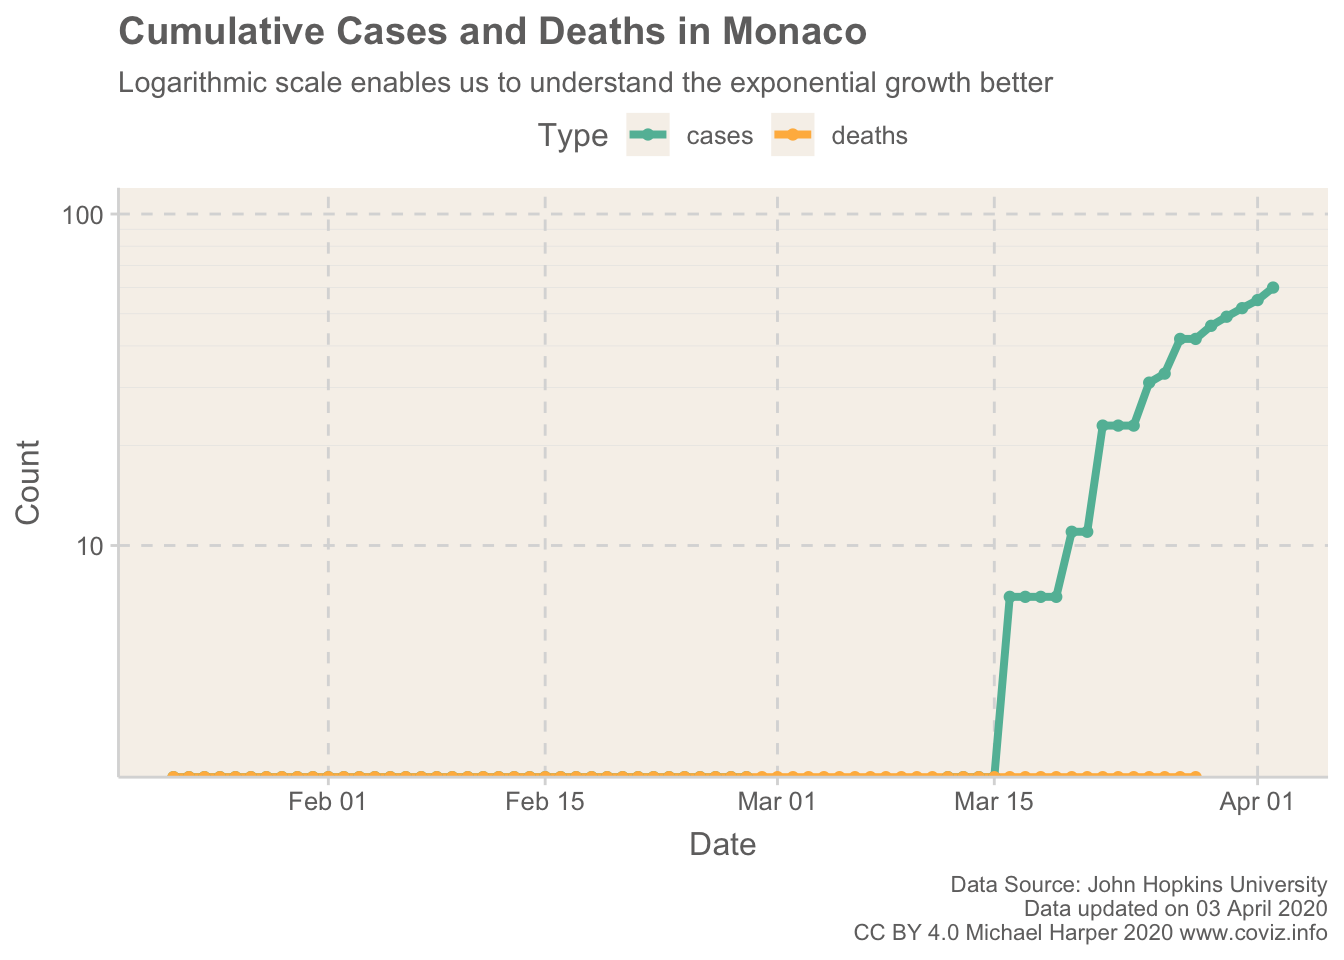 Cumulative Cases and Deaths in Monaco
Logarithmic scale enables us to understand the exponential growth better
Type cases deaths
100
10
Count
Feb 01 Feb 15 Mar 01 Mar 15 Apr 01
Date
Data Source: John Hopkins University
Data updated on 03 April 2020
CC BY 4.0 Michael Harper 2020 www.coviz.info